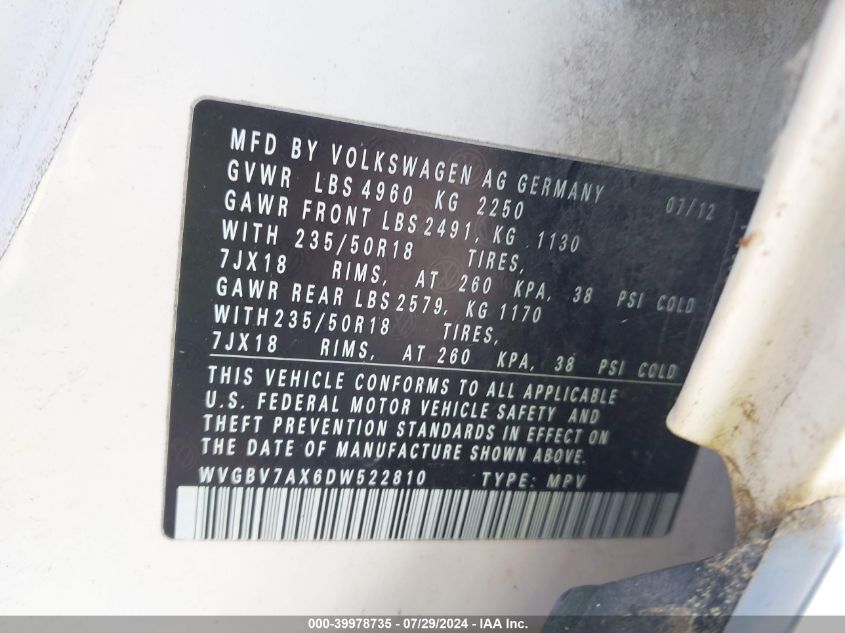 MFD BY VOLKSWAGEN AG GERMANY 07/12
GVWR LBS 4960 KG 2250
GAWR FRONT LBS 2491, KG 1130
WITH 235/50R18 TIRES,
7JX18 RIMS, AT 260 KPA, 38 PSI COLD
GAWR REAR LBS 2579, KG 1170
WITH 235/50R18 TIRES,
7JX18 RIMS, AT 260 KPA, 38 PSI COLD
THIS VEHICLE CONFORMS TO ALL APPLICABLE
U.S. FEDERAL MOTOR VEHICLE SAFETY AND
THEFT PREVENTION STANDARDS IN EFFECT ON
THE DATE OF MANUFACTURE SHOWN ABOVE
WVGBV7AX6DW522810 TYPE: MPV
000-39978735 / 07/29/2024 - IAA Inc.